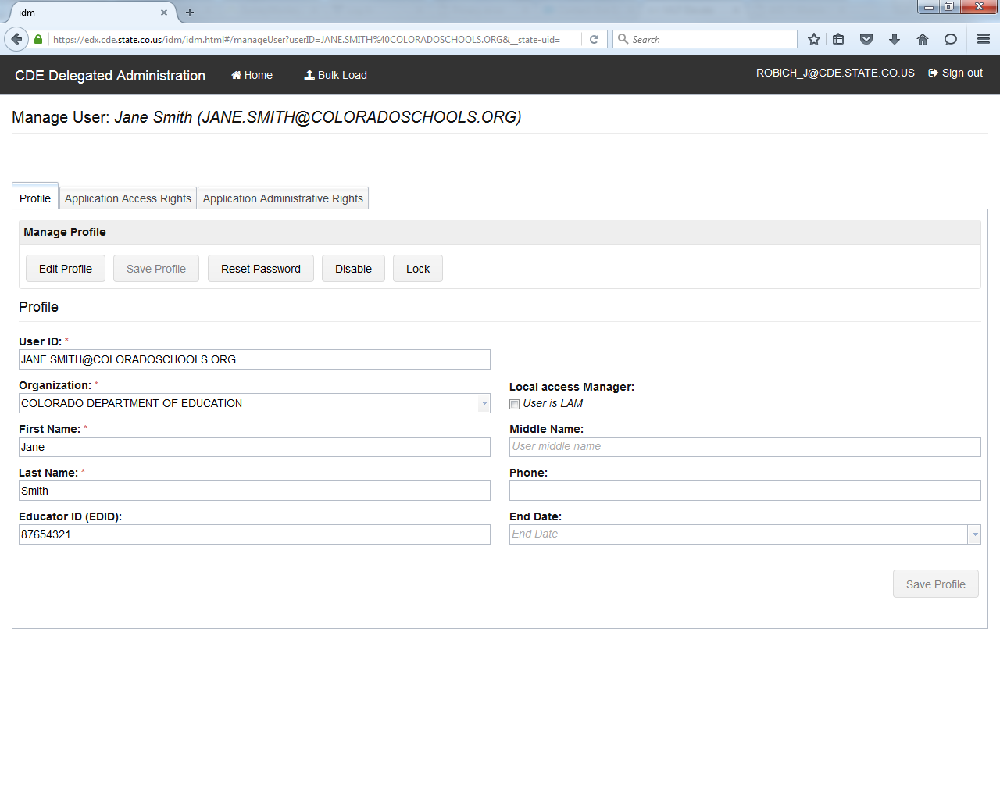 idm
https://edx.cde.state.co.us/idm/idm.html#/manageUser?userID=JANE.SMITH%40COLORADOSCHOOLS.ORG&__state-uid=
Search
CDE Delegated Administration Home Bulk Load ROBICH_J@CDE.STATE.CO.US Sign out
Manage User: Jane Smith (JANE.SMITH@COLORADOSCHOOLS.ORG)
Profile Application Access Rights Application Administrative Rights
Manage Profile
Edit Profile Save Profile Reset Password Disable Lock
Profile
User ID: *
JANE.SMITH@COLORADOSCHOOLS.ORG
Organization: * Local access Manager:
COLORADO DEPARTMENT OF EDUCATION User is LAM
First Name: * Middle Name:
Jane User middle name
Last Name: * Phone:
Smith
Educator ID (EDID): End Date:
87654321 End Date
Save Profile